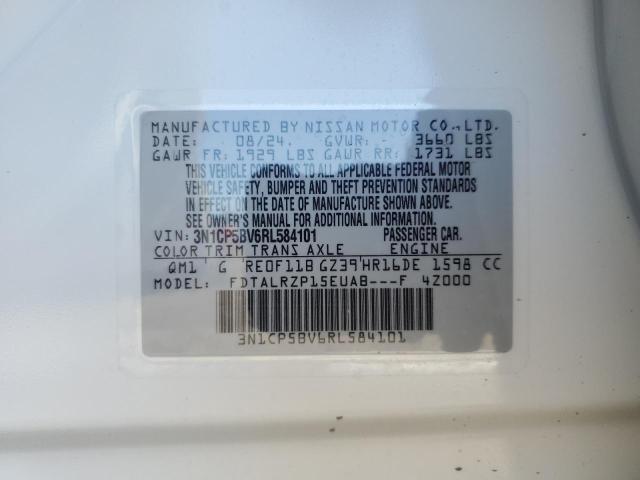 MANUFACTURED BY NISSAN MOTOR CO.,LTD.
DATE: 08/24. GVWR: - 3660 LBS
GAWR FR: 1929 LBS GAWR RR: 1731 LBS
THIS VEHICLE CONFORMS TO ALL APPLICABLE FEDERAL MOTOR
VEHICLE SAFETY, BUMPER AND THEFT PREVENTION STANDARDS
IN EFFECT ON THE DATE OF MANUFACTURE SHOWN ABOVE.
SEE OWNER'S MANUAL FOR ADDITIONAL INFORMATION.
VIN: 3N1CP5BV6RL584101 PASSENGER CAR.
COLOR TRIM TRANS AXLE ENGINE
QM1 G RE0F11B GZ39 HR16DE 1598 CC
MODEL: FDTALRZP15EUAB---F 4Z000
3N1CP5BV6RL584101